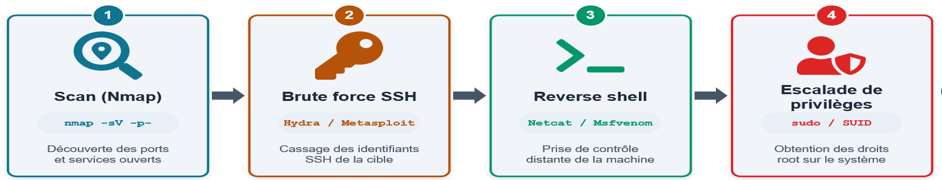 1
Scan (Nmap)
nmap -sV -p-
Découverte des ports
et services ouverts
2
Brute force SSH
Hydra / Metasploit
Cassage des identifiants
SSH de la cible
3
Reverse shell
Netcat / Msfvenom
Prise de contrôle
distante de la machine
4
Escalade de
privilèges
sudo / SUID
Obtention des droits
root sur le système